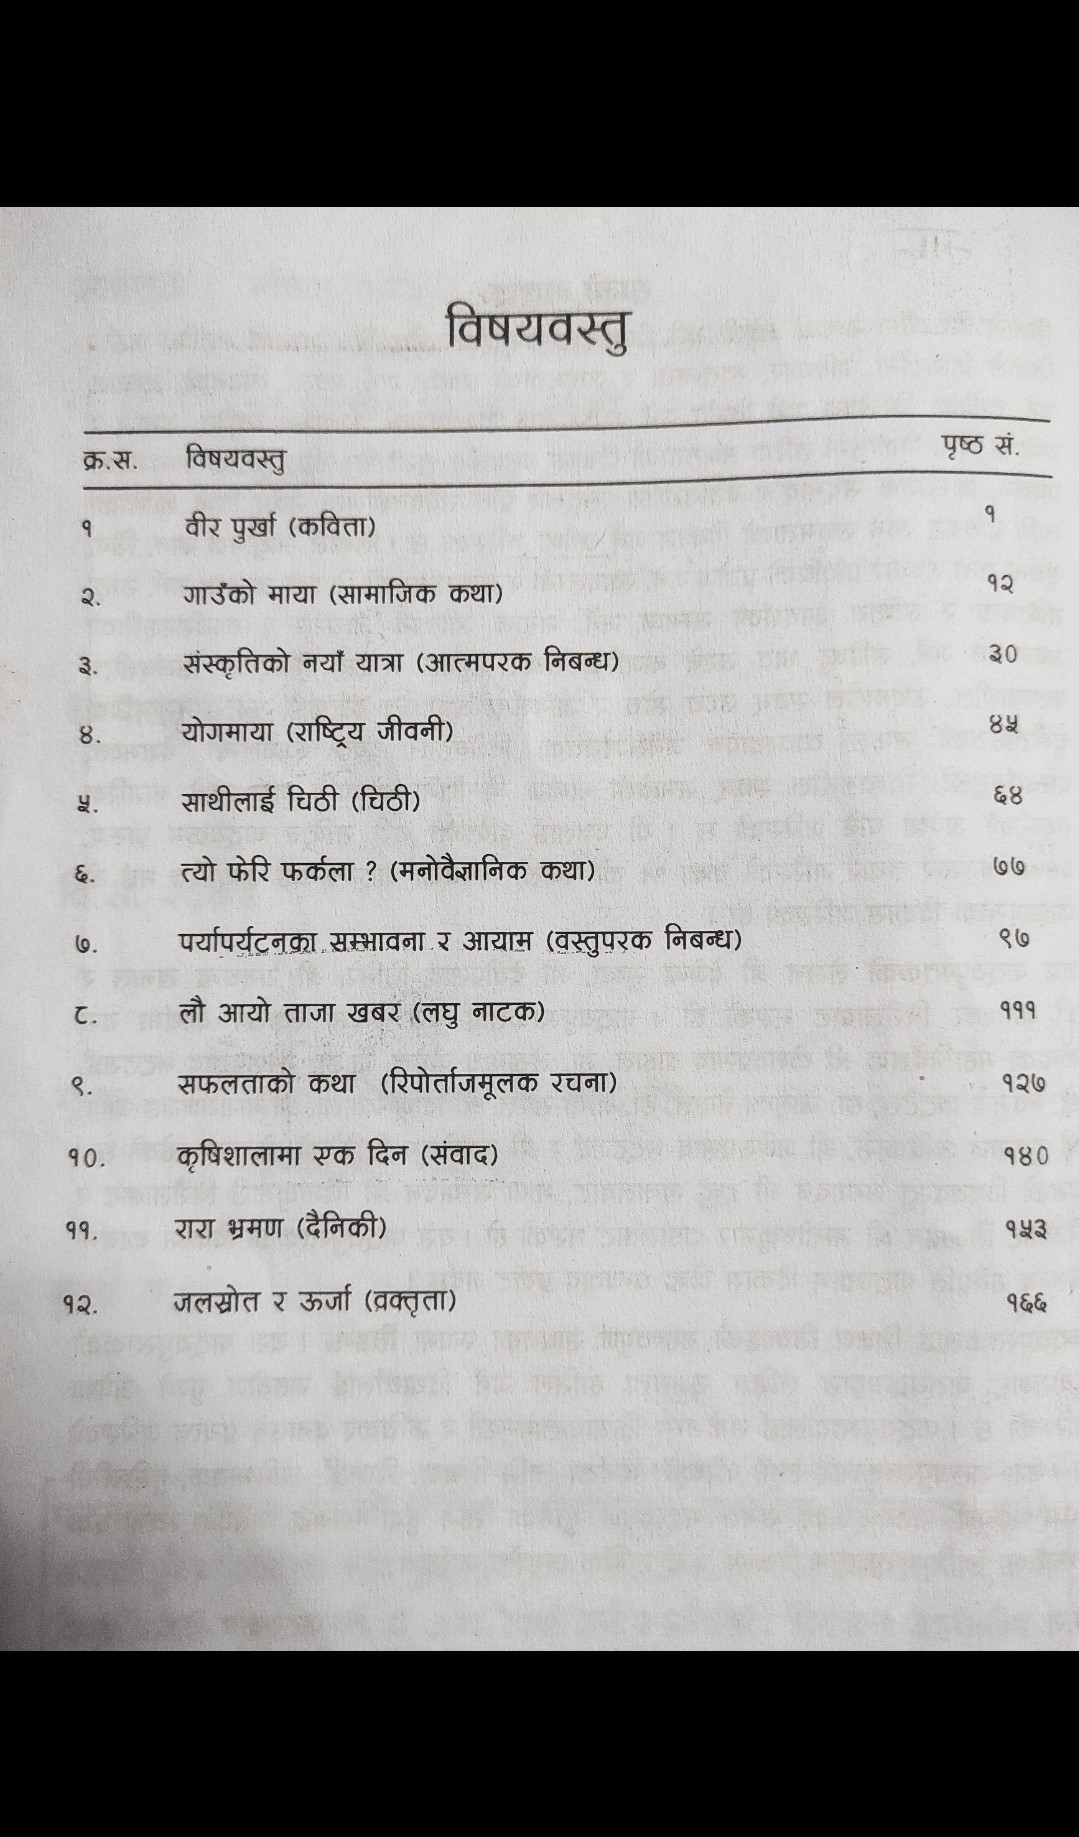 विषयवस्तु
क्र.स. विषयवस्तु पृष्ठ सं.
१ वीर पुर्खा (कविता) १
२. गाउँको माया (सामाजिक कथा) १२
३. संस्कृतिको नयाँ यात्रा (आत्मपरक निबन्ध) ३०
४. योगमाया (राष्ट्रिय जीवनी) ४५
५. साथीलाई चिठी (चिठी) ६४
६. त्यो फेरि फर्कला ? (मनोवैज्ञानिक कथा) ७७
७. पर्यापर्यटनका सम्भावना र आयाम (वस्तुपरक निबन्ध) ९७
८. लौ आयो ताजा खबर (लघु नाटक) १११
९. सफलताको कथा (रिपोर्ताजमूलक रचना) १२७
१०. कृषिशालामा एक दिन (संवाद) १४०
११. रारा भ्रमण (दैनिकी) १५३
१२. जलस्रोत र ऊर्जा (वक्तृता) १६६